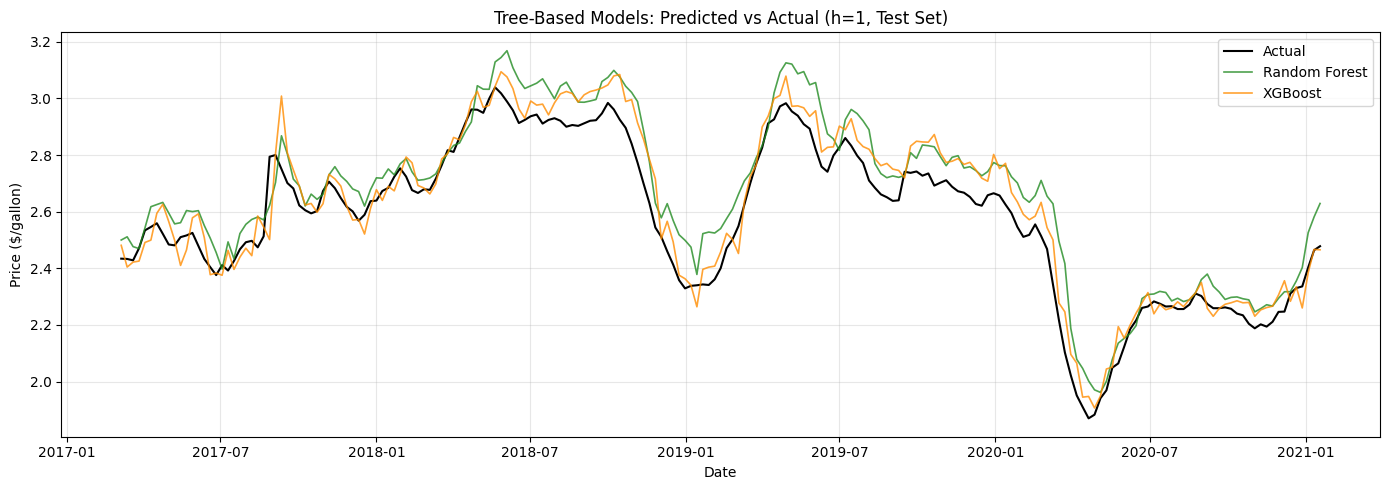 Tree-Based Models: Predicted vs Actual (h=1, Test Set)
Actual
Random Forest
XGBoost
3.2
3.0
2.8
2.6
2.4
2.2
2.0
Price ($/gallon)
2017-01
2017-07
2018-01
2018-07
2019-01
2019-07
2020-01
2020-07
2021-01
Date